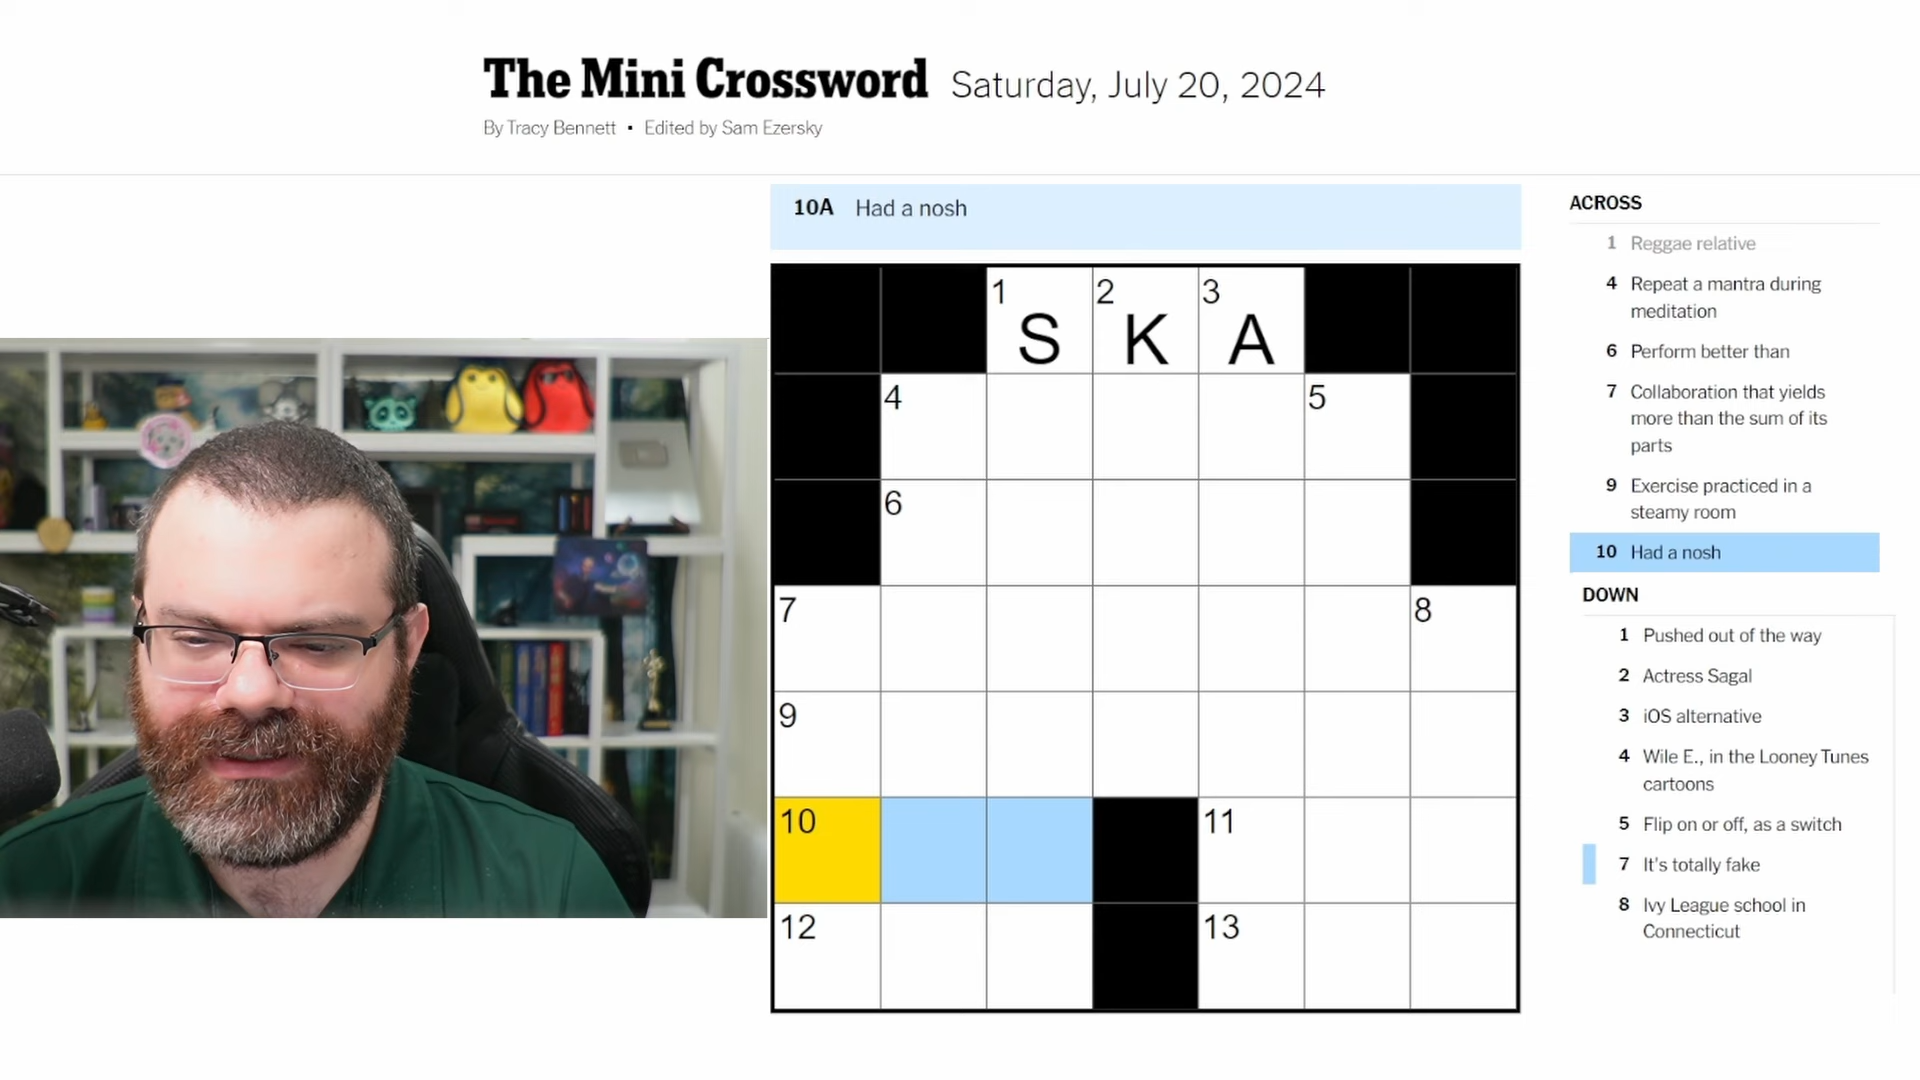 The Mini Crossword Saturday, July 20, 2024
By Tracy Bennett • Edited by Sam Ezersky
10A Had a nosh
1 2 3
S K A
4 5
6
7 8
9
10 11
12 13
ACROSS
1 Reggae relative
4 Repeat a mantra during
meditation
6 Perform better than
7 Collaboration that yields
more than the sum of its
parts
9 Exercise practiced in a
steamy room
10 Had a nosh
DOWN
1 Pushed out of the way
2 Actress Sagal
3 iOS alternative
4 Wile E., in the Looney Tunes
cartoons
5 Flip on or off, as a switch
7 It's totally fake
8 Ivy League school in
Connecticut